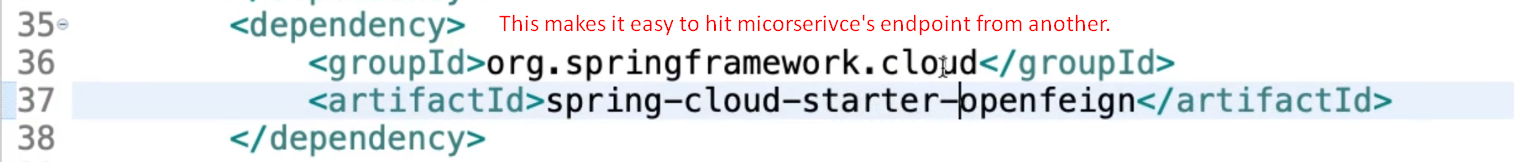 35 <dependency> This makes it easy to hit micorserivce's endpoint from another.
36 <groupId>org.springframework.cloud</groupId>
37 <artifactId>spring-cloud-starter-openfeign</artifactId>
38 </dependency>